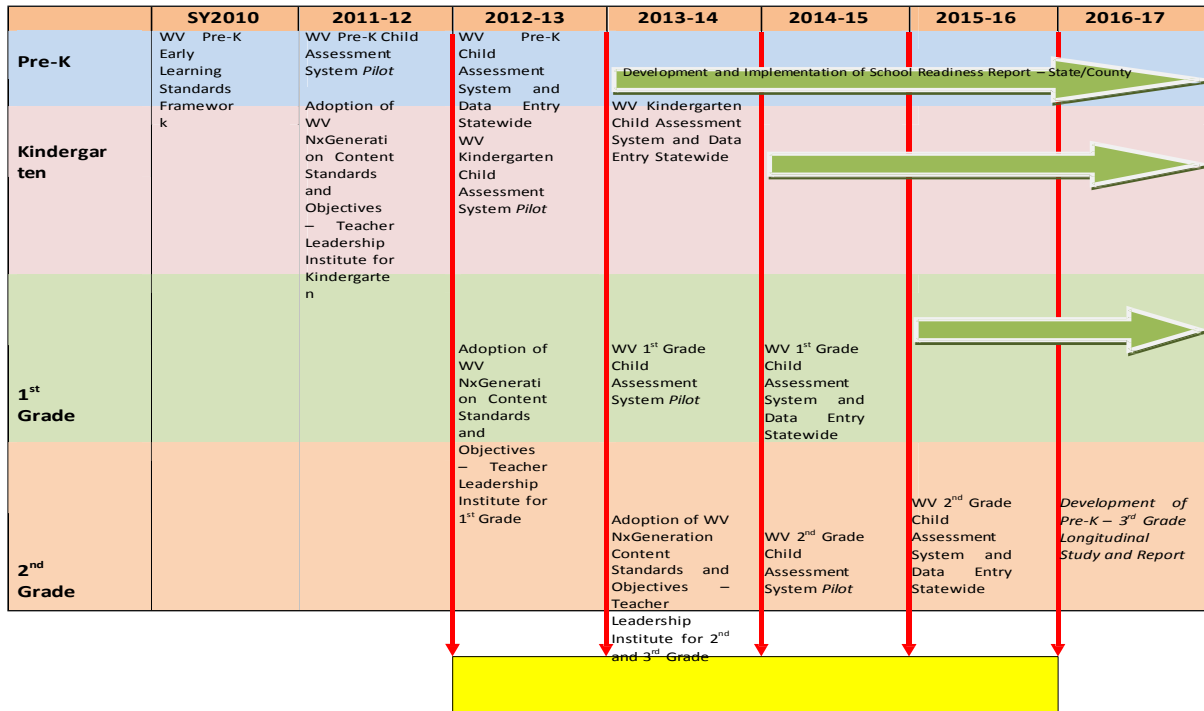 SY2010 2011-12 2012-13 2013-14 2014-15 2015-16 2016-17
Pre-K
WV Pre-K
Early
Learning
Standards
Framewor
k
WV Pre-K Child
Assessment
System Pilot
Adoption of
WV
NxGenerati
on Content
Standards
and
Objectives
– Teacher
Leadership
Institute for
Kindergarte
n
WV Pre-K
Child
Assessment
System and
Data Entry
Statewide
WV
Kindergarten
Child
Assessment
System Pilot
Development and Implementation of School Readiness Report – State/County
WV Kindergarten
Child Assessment
System and Data
Entry Statewide
Kindergar
ten
1st
Grade
Adoption of
WV
NxGenerati
on Content
Standards
and
Objectives
– Teacher
Leadership
Institute for
1st Grade
WV 1st Grade
Child
Assessment
System Pilot
WV 1st Grade
Child
Assessment
System and
Data Entry
Statewide
2nd
Grade
Adoption of WV
NxGeneration
Content
Standards and
Objectives –
Teacher
Leadership
Institute for 2nd
and 3rd Grade
WV 2nd Grade
Child
Assessment
System Pilot
WV 2nd Grade
Child
Assessment
System and
Data Entry
Statewide
Development of
Pre-K – 3rd Grade
Longitudinal
Study and Report